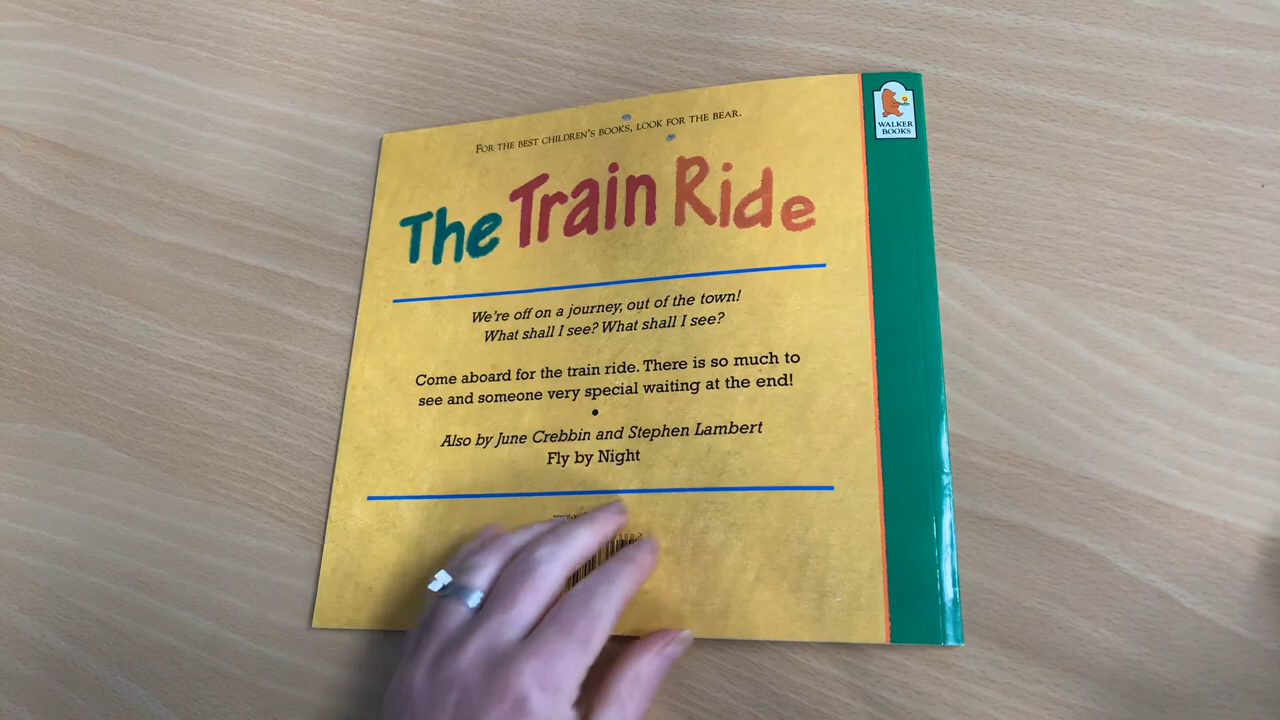 FOR THE BEST CHILDREN'S BOOKS, LOOK FOR THE BEAR.
WALKER
BOOKS
The Train Ride
We're off on a journey, out of the town!
What shall I see? What shall I see?
Come aboard for the train ride. There is so much to
see and someone very special waiting at the end!
•
Also by June Crebbin and Stephen Lambert
Fly by Night